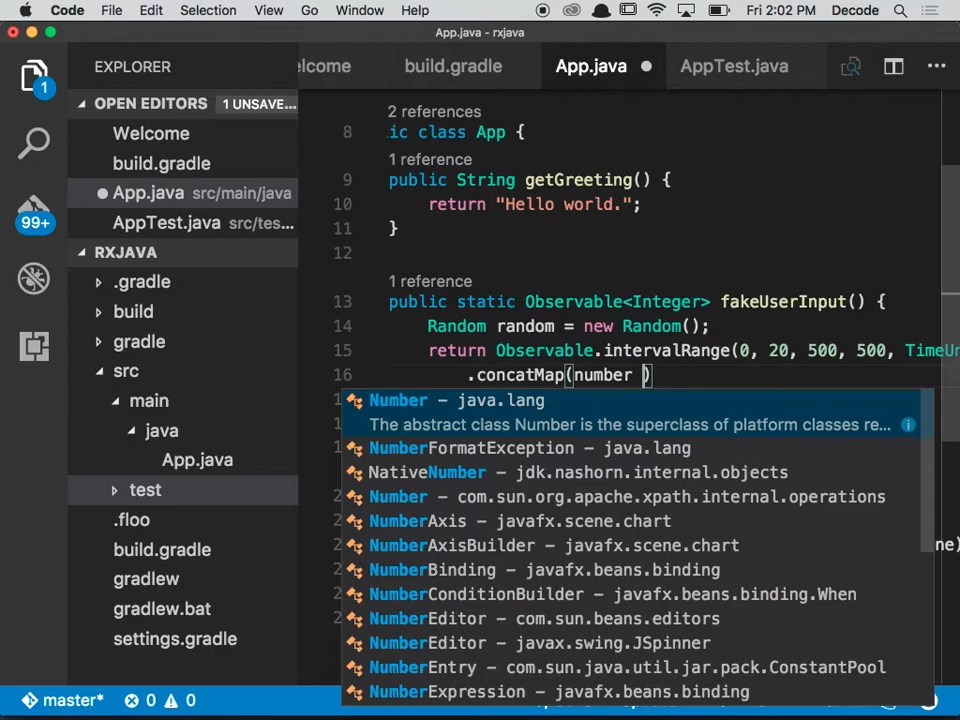 Code File Edit Selection View Go Window Help Fri 2:02 PM Decode
App.java - rxjava
EXPLORER
OPEN EDITORS 1 UNSAVE...
Welcome
build.gradle
App.java src/main/java
AppTest.java src/tes...
RXJAVA
.gradle
build
gradle
src
main
java
App.java
test
.floo
build.gradle
gradlew
gradlew.bat
settings.gradle
1
99+
elcome build.gradle App.java AppTest.java
2 references
8 ic class App {
1 reference
9 public String getGreeting() {
10 return "Hello world.";
11 }
12
1 reference
13 public static Observable<Integer> fakeUserInput() {
14 Random random = new Random();
15 return Observable.intervalRange(0, 20, 500, 500, TimeUn
16 .concatMap(number )
Number – java.lang
The abstract class Number is the superclass of platform classes re...
NumberFormatException – java.lang
NativeNumber – jdk.nashorn.internal.objects
Number – com.sun.org.apache.xpath.internal.operations
NumberAxis – javafx.scene.chart
NumberAxisBuilder – javafx.scene.chart
NumberBinding – javafx.beans.binding
NumberConditionBuilder – javafx.beans.binding.When
NumberEditor – com.sun.beans.editors
NumberEditor – javax.swing.JSpinner
NumberEntry – com.sun.java.util.jar.pack.ConstantPool
NumberExpression – javafx.beans.binding
ne)
master* 0 0